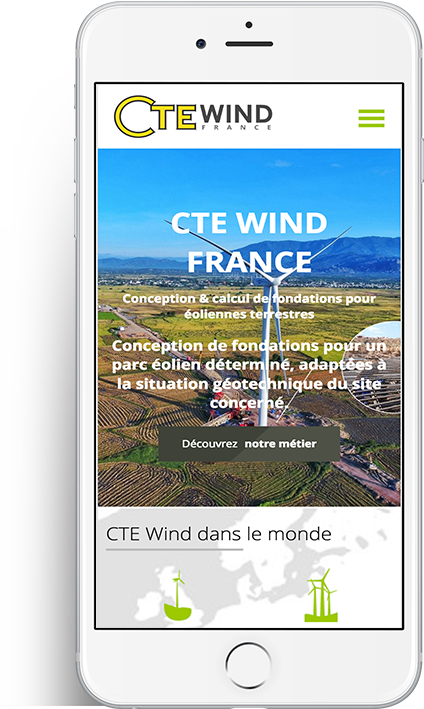 CTE WIND
FRANCE
CTE WIND
FRANCE
Conception & calcul de fondations pour
éoliennes terrestres
Conception de fondations pour un
parc éolien déterminé, adaptées à
la situation géotechnique du site
concerné.
Découvrez notre métier
CTE Wind dans le monde